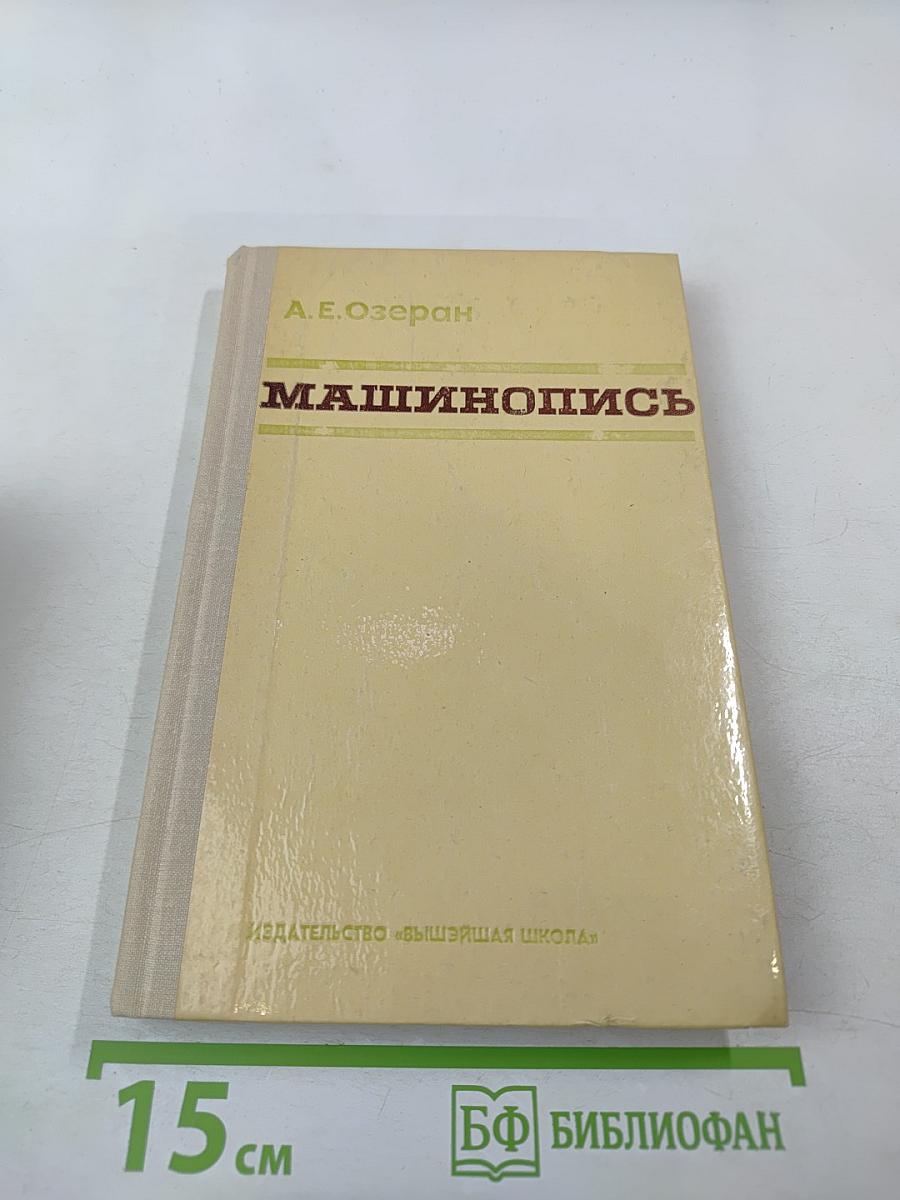 А.Е.Озеран
МАШИНОПИСЬ
ИЗДАТЕЛЬСТВО «ВЫШЭЙШАЯ ШКОЛА»
15 см
БФ БИБЛИОФАН